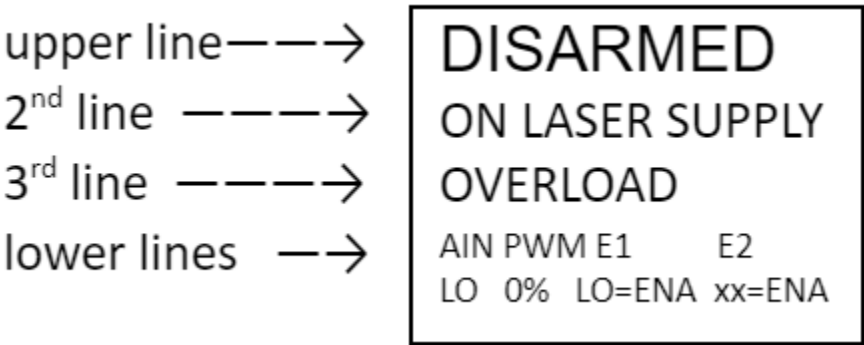 upper line———→ DISARMED
2nd line ————→ ON LASER SUPPLY
3rd line ————→ OVERLOAD
lower lines —→ AIN PWM E1 E2
LO 0% LO=ENA xx=ENA